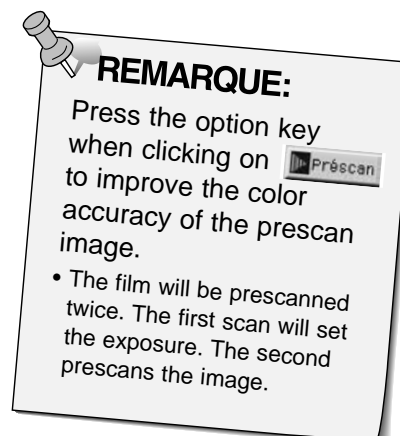 REMARQUE:
Press the option key
when clicking on Préscan
to improve the color
accuracy of the prescan
image.
• The film will be prescanned
twice. The first scan will set
the exposure. The second
prescans the image.